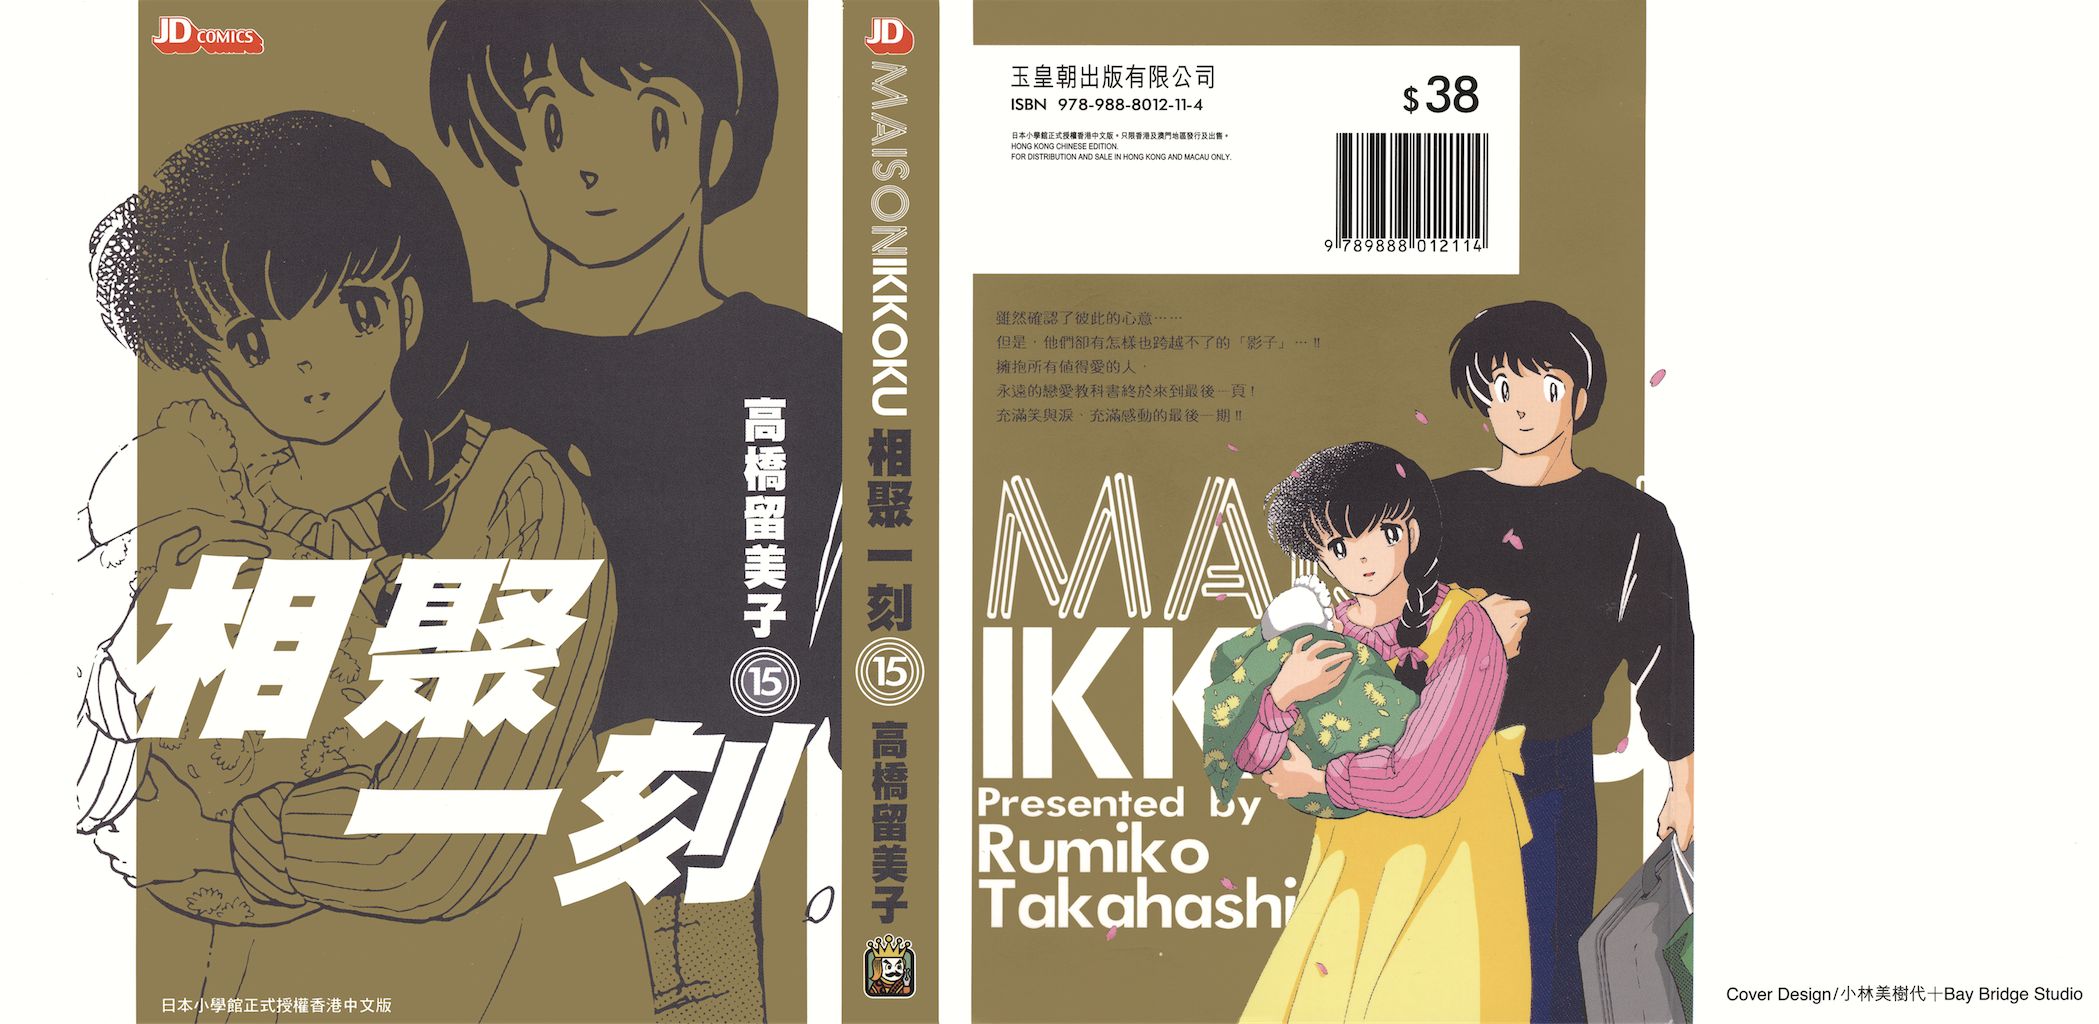 JD COMICS
高橋留美子
15
相聚
一刻
日本小學館正式授權香港中文版
JD
MAISON IKKOKU
相聚一刻
15
高橋留美子
玉皇朝出版有限公司
ISBN 978-988-8012-11-4
$38
日本小學館正式授權香港中文版。只限香港及澳門地區發行及出售。
HONG KONG CHINESE EDITION.
FOR DISTRIBUTION AND SALE IN HONG KONG AND MACAU ONLY.
9 789888 012114
雖然確認了彼此的心意……
但是，他們卻有怎樣也跨越不了的「影子」…!!
擁抱所有值得愛的人，
永遠的戀愛教科書終於來到最後一頁！
充滿笑與淚、充滿感動的最後一期!!
MA
IKK
Presented by
Rumiko
Takahashi
Cover Design/小林美樹代＋Bay Bridge Studio